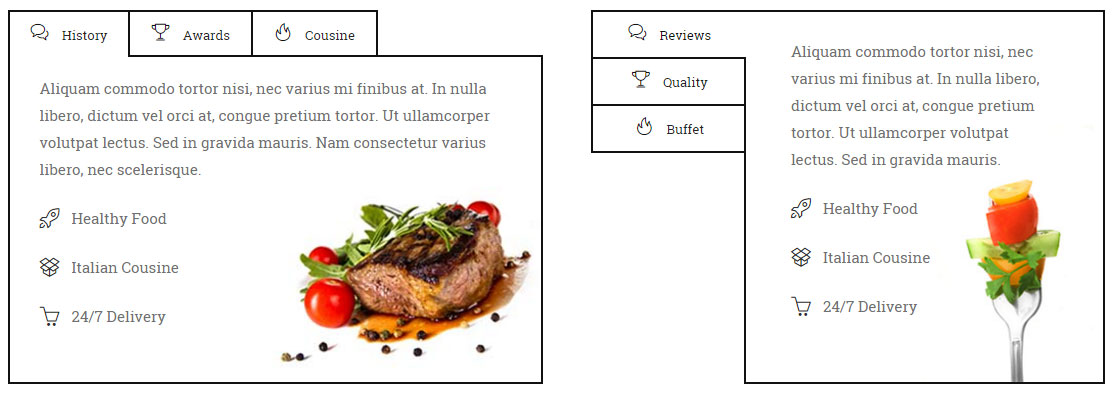 History
Awards
Cousine
Aliquam commodo tortor nisi, nec varius mi finibus at. In nulla
libero, dictum vel orci at, congue pretium tortor. Ut ullamcorper
volutpat lectus. Sed in gravida mauris. Nam consectetur varius
libero, nec scelerisque.
Healthy Food
Italian Cousine
24/7 Delivery
Reviews
Quality
Buffet
Aliquam commodo tortor nisi, nec
varius mi finibus at. In nulla libero,
dictum vel orci at, congue pretium
tortor. Ut ullamcorper volutpat
lectus. Sed in gravida mauris.
Healthy Food
Italian Cousine
24/7 Delivery